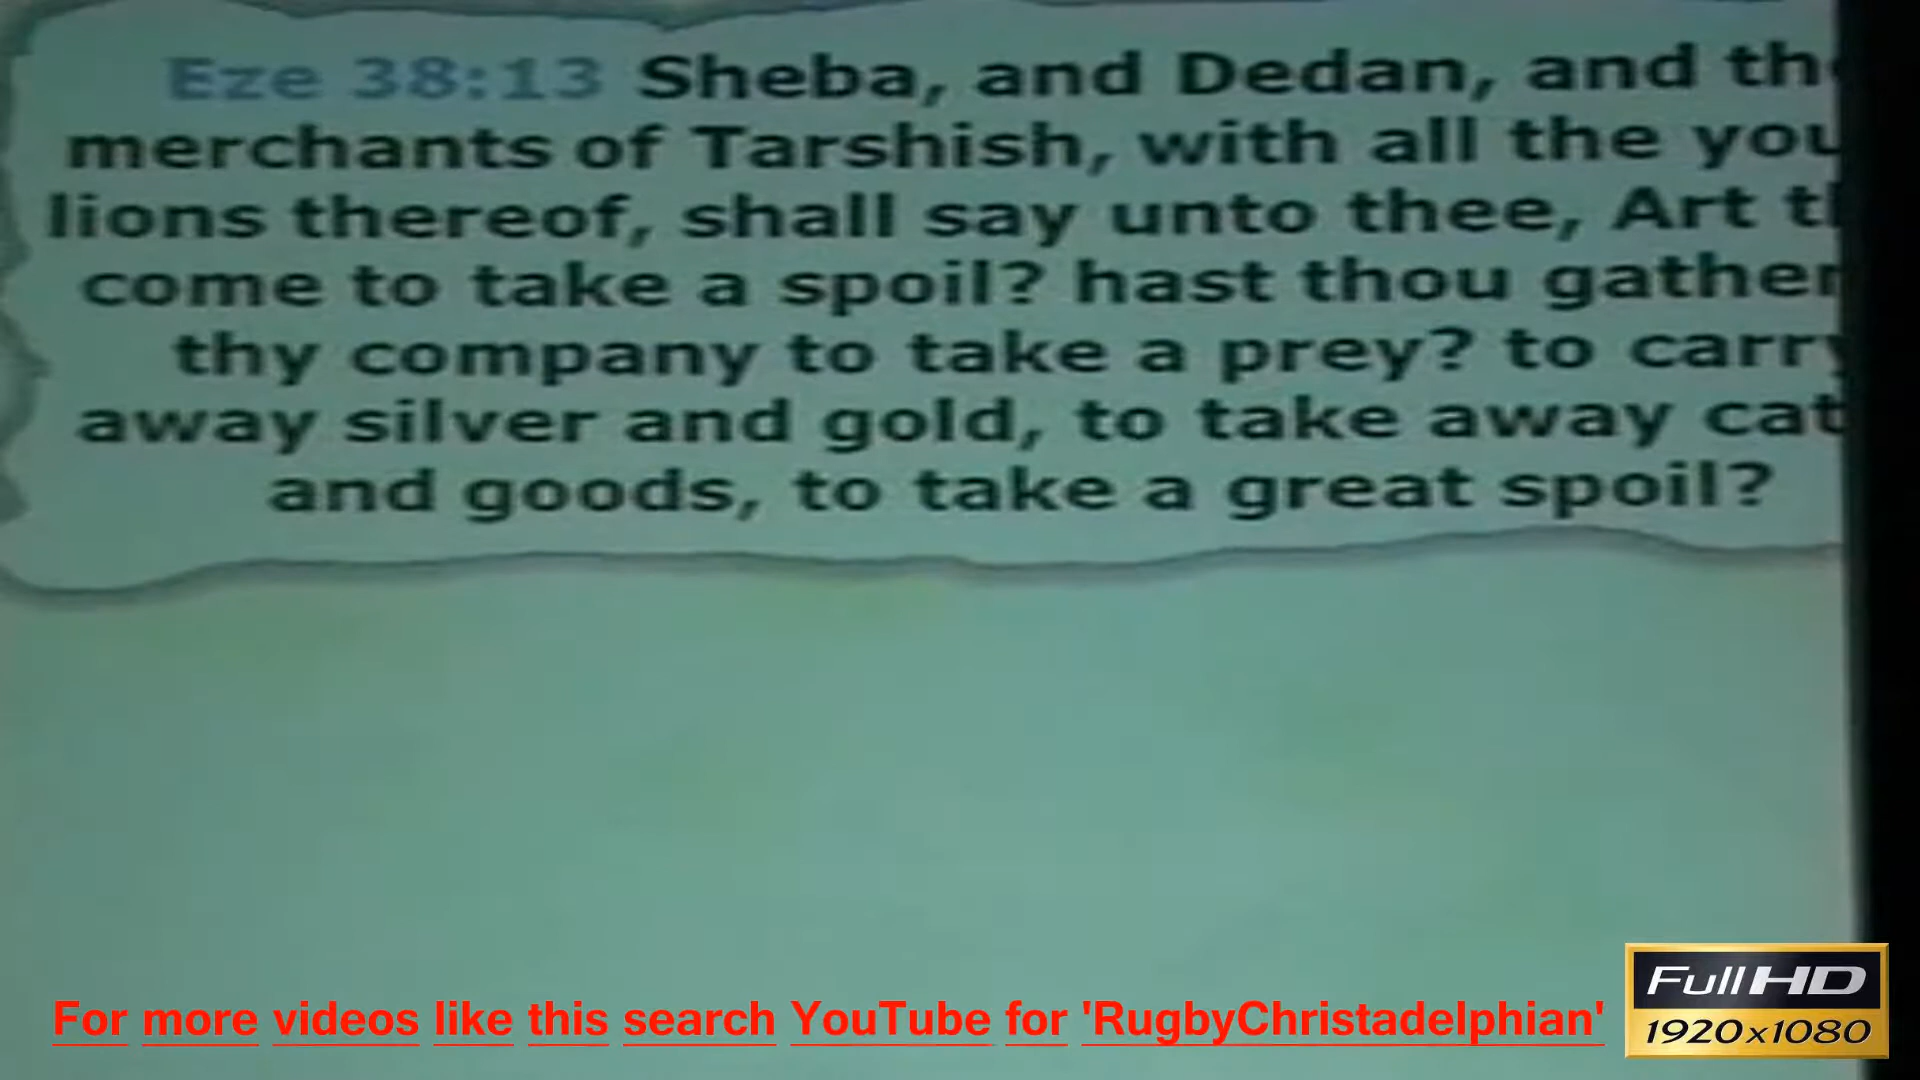 Eze 38:13 Sheba, and Dedan, and th
merchants of Tarshish, with all the you
lions thereof, shall say unto thee, Art t
come to take a spoil? hast thou gather
thy company to take a prey? to carry
away silver and gold, to take away cat
and goods, to take a great spoil?
For more videos like this search YouTube for 'RugbyChristadelphian'
Full HD
1920x1080